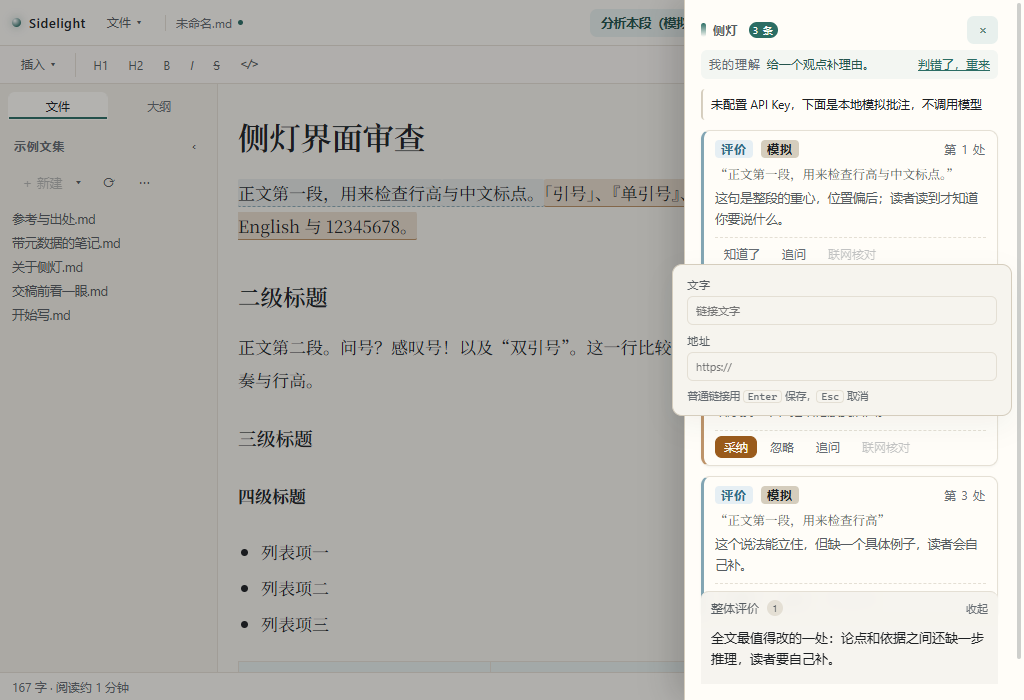 Sidelight 文件 未命名.md
分析本段（模拟
插入 H1 H2 B I S </>
文件 大纲
示例文集
+ 新建
参考与出处.md
带元数据的笔记.md
关于侧灯.md
交稿前看一眼.md
开始写.md
侧灯界面审查
正文第一段，用来检查行高与中文标点。「引号」、『单引号』、
English 与 12345678。
二级标题
正文第二段。问号？感叹号！以及“双引号”。这一行比较
奏与行高。
三级标题
四级标题
列表项一
列表项二
列表项三
167 字 · 阅读约 1 分钟
侧灯 3 条 ×
我的理解 给一个观点补理由。 判错了，重来
未配置 API Key，下面是本地模拟批注，不调用模型
评价 模拟 第 1 处
“正文第一段，用来检查行高与中文标点。”
这句是整段的重心，位置偏后；读者读到才知道
你要说什么。
知道了 追问 联网核对
文字
链接文字
地址
https://
普通链接用 Enter 保存，Esc 取消
采纳 忽略 追问 联网核对
评价 模拟 第 3 处
“正文第一段，用来检查行高”
这个说法能立住，但缺一个具体例子，读者会自
己补。
整体评价 1 收起
全文最值得改的一处：论点和依据之间还缺一步
推理，读者要自己补。